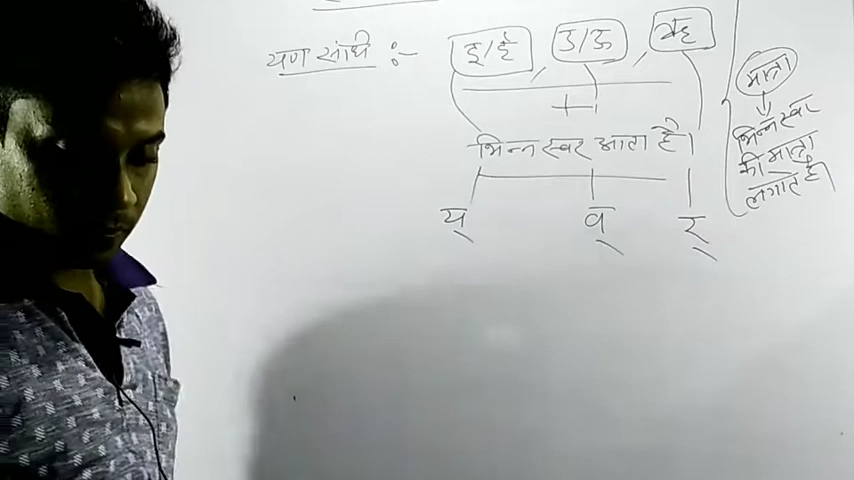 यण संधि :- इ/ई / उ/ऊ / ऋ
+
भिन्न स्वर आता है।
य् व् र्
मात्रा
भिन्न स्वर
की मात्रा
लगाते है